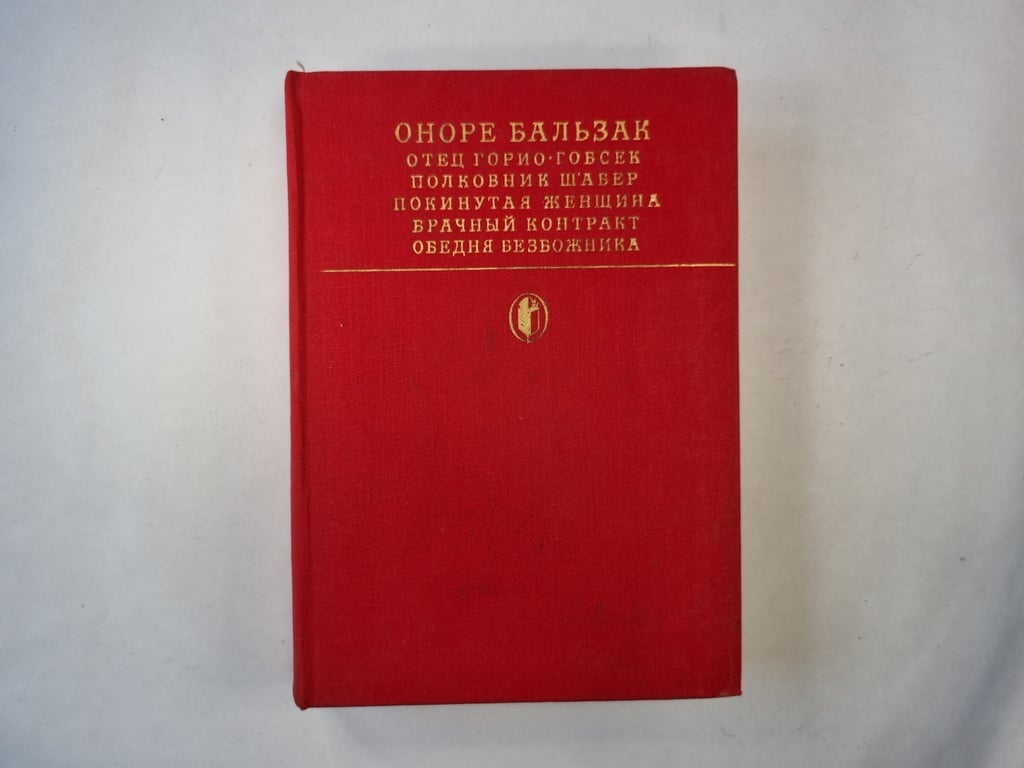 ОНОРЕ БАЛЬЗАК
ОТЕЦ ГОРИО·ГОБСЕК
ПОЛКОВНИК ШАБЕР
ПОКИНУТАЯ ЖЕНЩИНА
БРАЧНЫЙ КОНТРАКТ
ОБЕДНЯ БЕЗБОЖНИКА